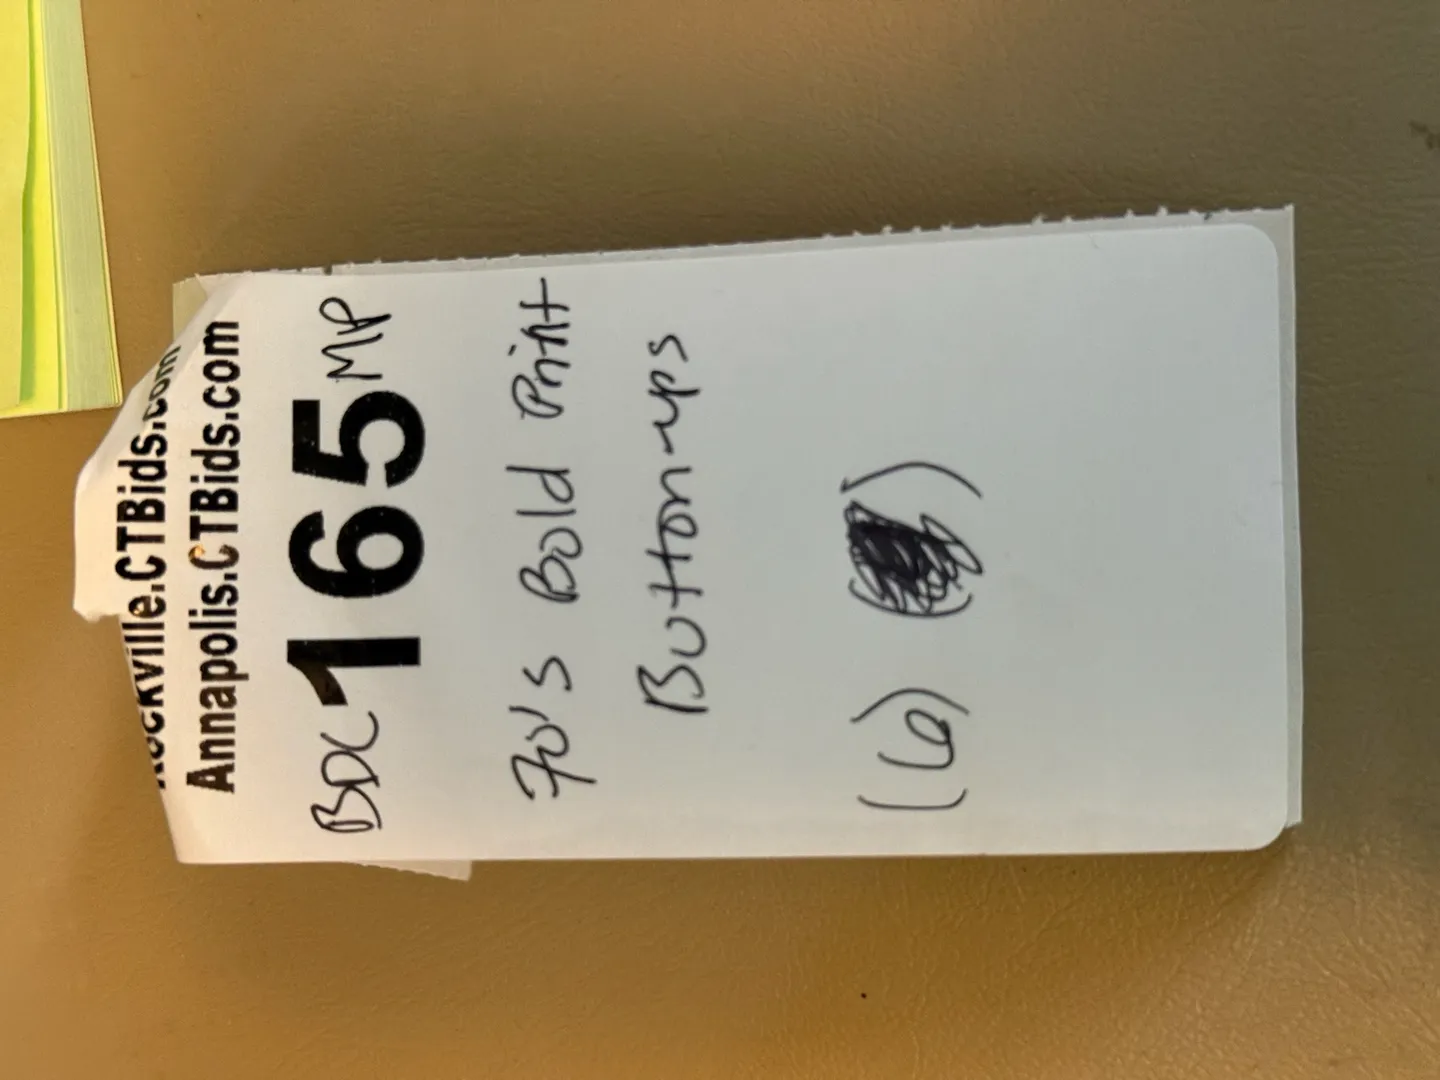 Rockville.CTBids.com
Annapolis.CTBids.com
BDC 165 MP
70's Bold Print
Button-ups
(6)